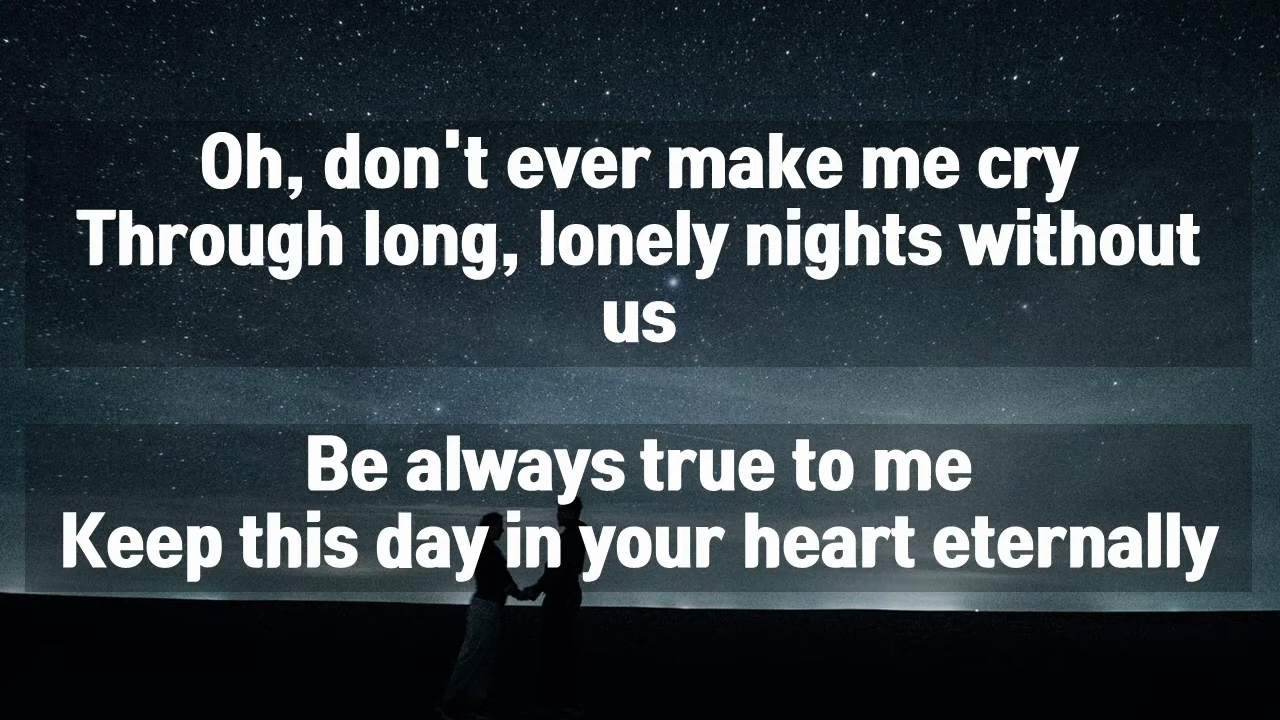 Oh, don't ever make me cry
Through long, lonely nights without
us
Be always true to me
Keep this day in your heart eternally